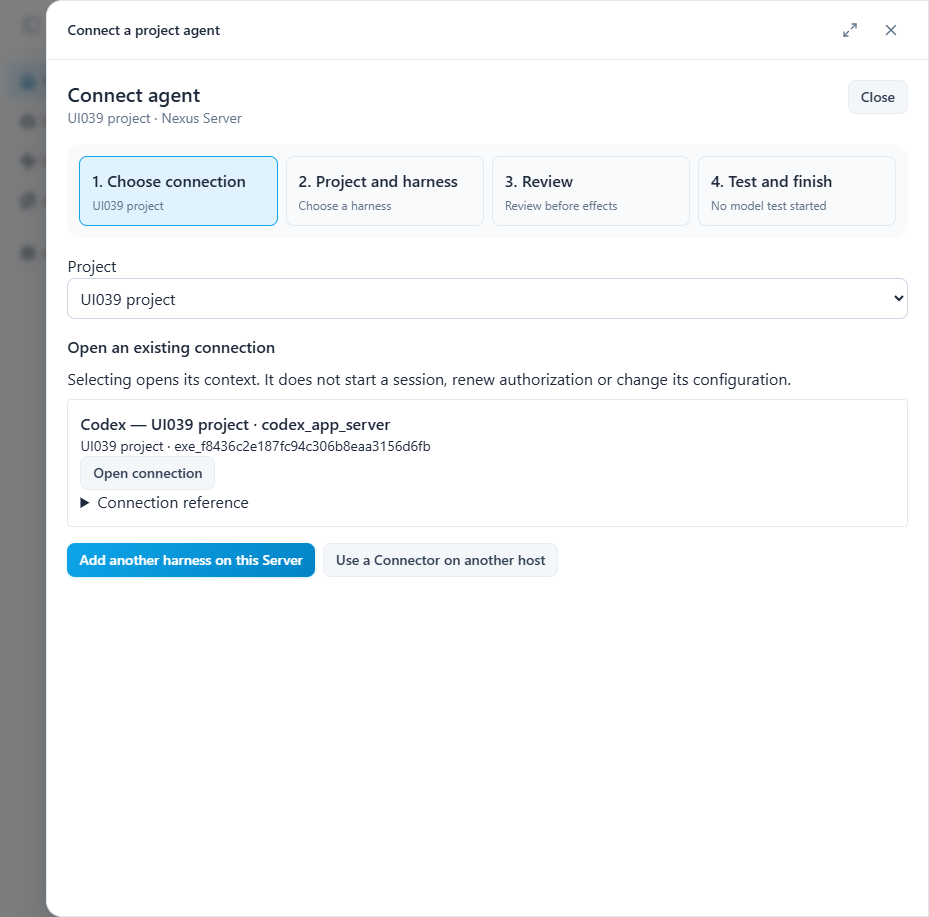 Connect a project agent
Connect agent
Close
UI039 project · Nexus Server
1. Choose connection
UI039 project
2. Project and harness
Choose a harness
3. Review
Review before effects
4. Test and finish
No model test started
Project
UI039 project
Open an existing connection
Selecting opens its context. It does not start a session, renew authorization or change its configuration.
Codex — UI039 project · codex_app_server
UI039 project · exe_f8436c2e187fc94c306b8eaa3156d6fb
Open connection
Connection reference
Add another harness on this Server
Use a Connector on another host